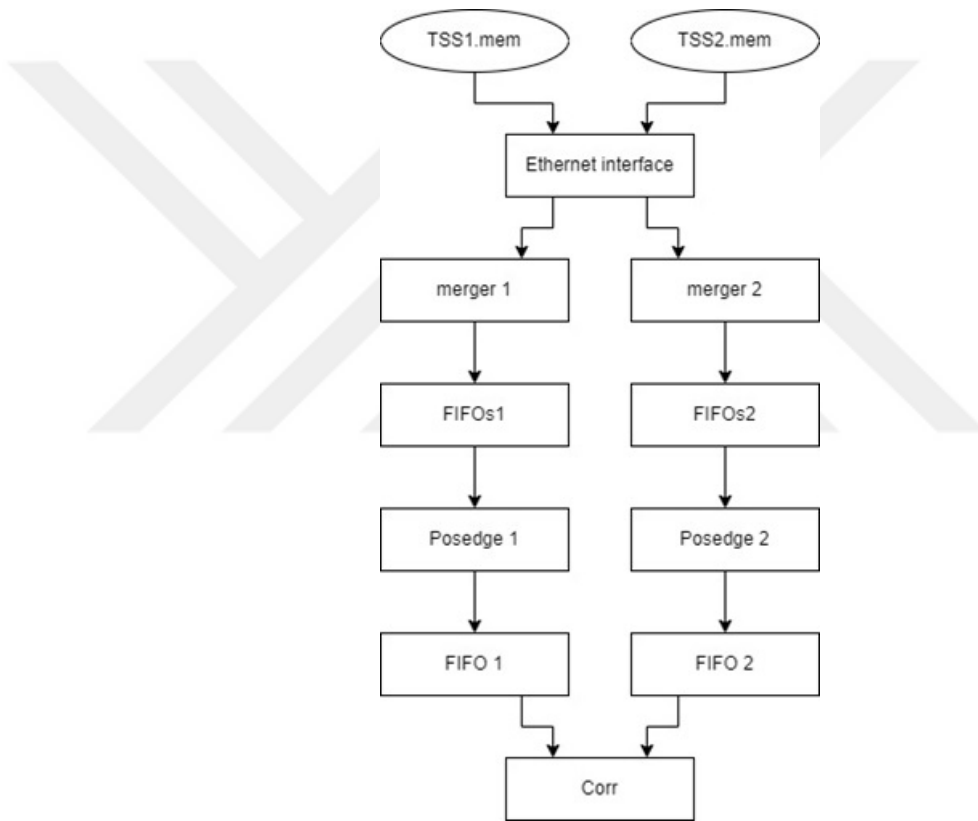 TSS1.mem
TSS2.mem
Ethernet interface
merger 1
merger 2
FIFOs1
FIFOs2
Posedge 1
Posedge 2
FIFO 1
FIFO 2
Corr